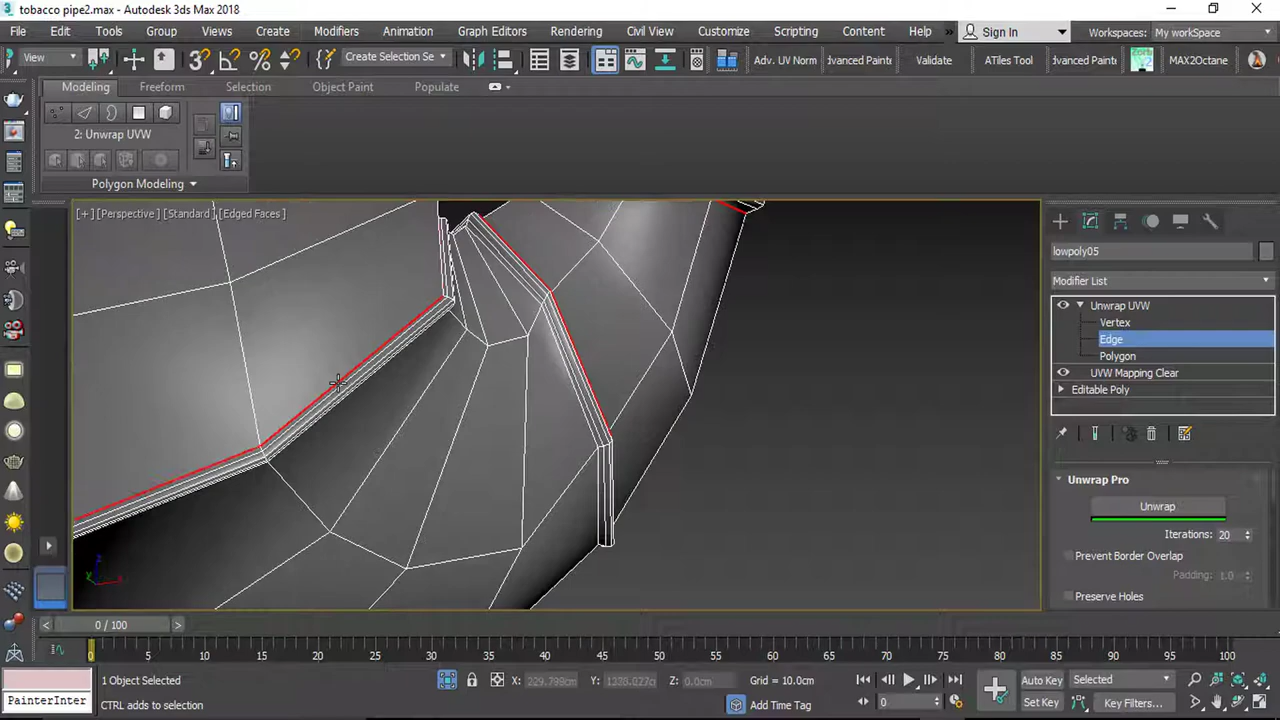 tobacco pipe2.max - Autodesk 3ds Max 2018
File Edit Tools Group Views Create Modifiers Animation Graph Editors Rendering Civil View Customize Scripting Content Help Sign In Workspaces: My workSpace
View Create Selection Se Adv. UV Norm Validate ATiles Tool MAX2Octane
Modeling Freeform Selection Object Paint Populate
2: Unwrap UVW
Polygon Modeling
[+] [Perspective] [Standard] [Edged Faces]
lowpoly05
Modifier List
Unwrap UVW
Vertex
Edge
Polygon
UVW Mapping Clear
Editable Poly
Unwrap Pro
Unwrap
Iterations: 20
Prevent Border Overlap
Padding: 1.0
Preserve Holes
0 / 100
0 5 10 15 20 25 30 35 40 45 50 55 60 65 70 75 80 85 90 95 100
1 Object Selected X: 229.799cm Y: Z: 0.0cm Grid = 10.0cm Auto Key Selected
PainterInter CTRL adds to selection Add Time Tag 0 Set Key Key Filters...